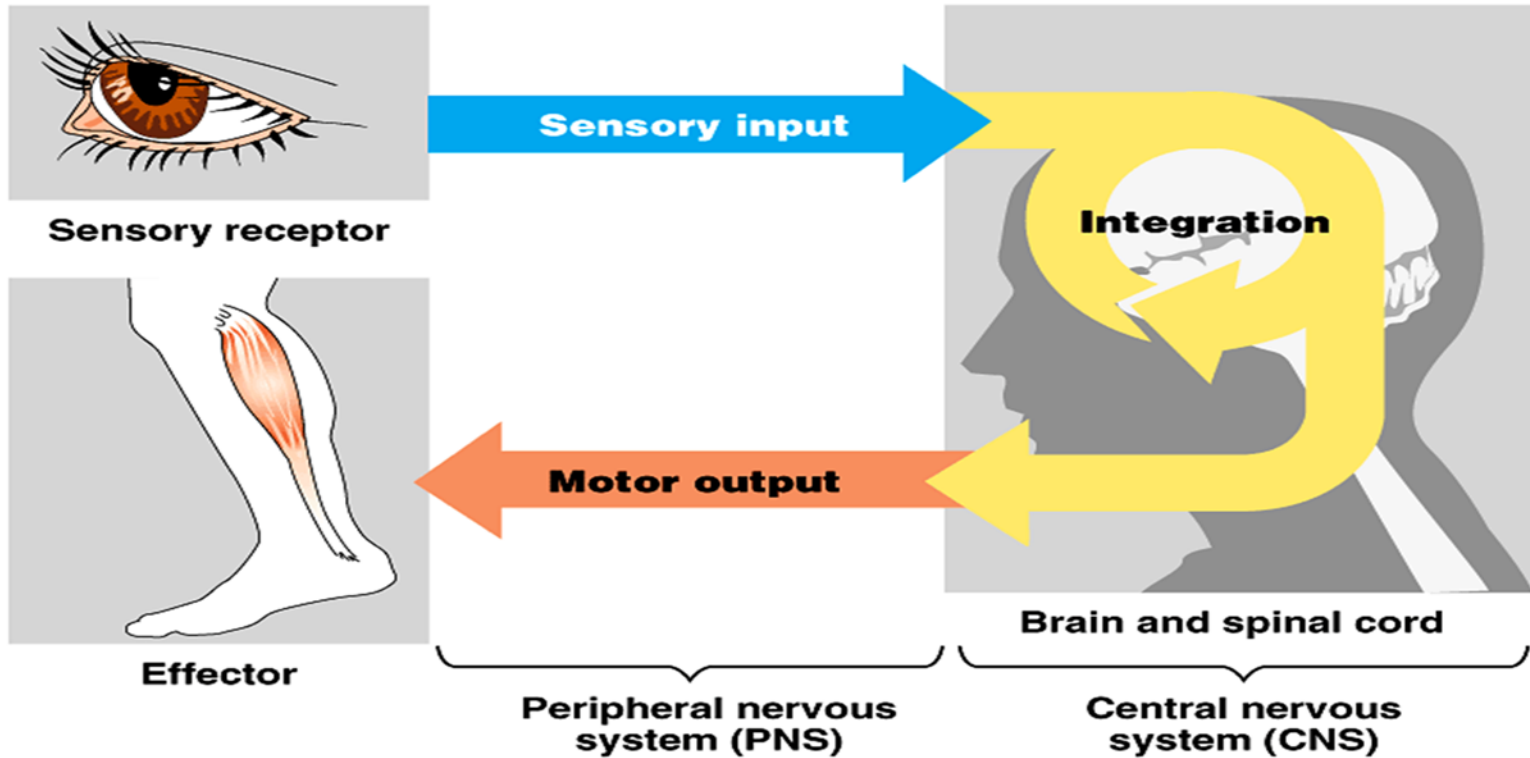 Sensory input
Sensory receptor
Integration
Motor output
Effector
Brain and spinal cord
Peripheral nervous
system (PNS)
Central nervous
system (CNS)